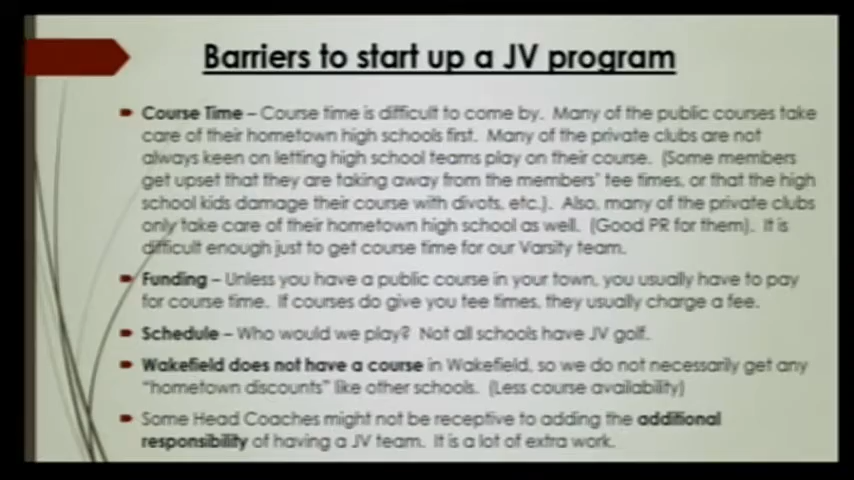 Barriers to start up a JV program
Course Time – Course time is difficult to come by. Many of the public courses take
care of their hometown high schools first. Many of the private clubs are not
always keen on letting high school teams play on their course. (Some members
get upset that they are taking away from the members' tee times, or that the high
school kids damage their course with divots, etc.). Also, many of the private clubs
only take care of their hometown high school as well. (Good PR for them). It is
difficult enough just to get course time for our Varsity team.
Funding – Unless you have a public course in your town, you usually have to pay
for course time. If courses do give you tee times, they usually charge a fee.
Schedule – Who would we play? Not all schools have JV golf.
Wakefield does not have a course in Wakefield, so we do not necessarily get any
"hometown discounts" like other schools. (Less course availability)
Some Head Coaches might not be receptive to adding the additional
responsibility of having a JV team. It is a lot of extra work.